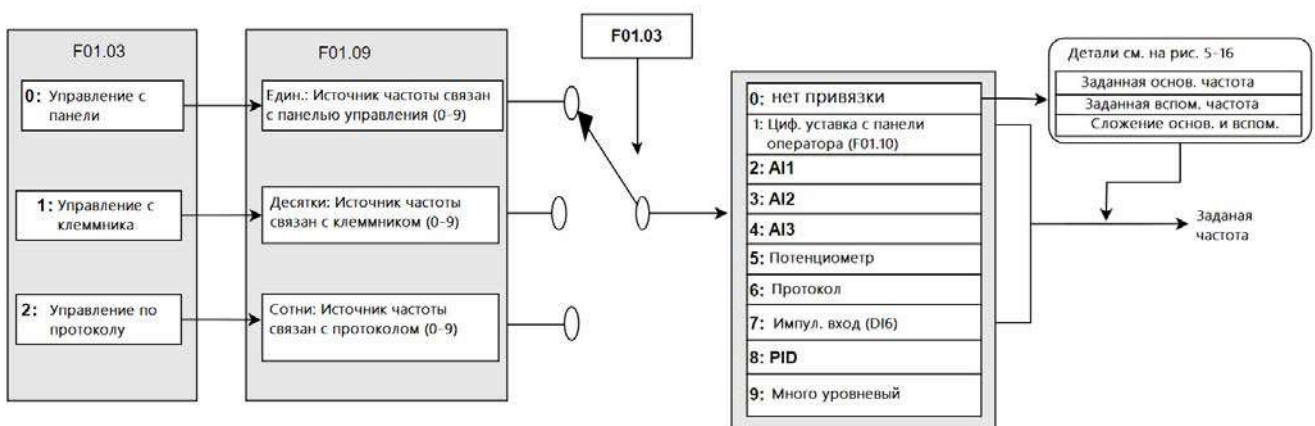 F01.03
0: Управление с
панели
1: Управление с
клеммника
2: Управление по
протоколу
F01.09
Един.: Источник частоты связан
с панелью управления (0-9)
Десятки: Источник частоты
связан с клеммником (0-9)
Сотни: Источник частоты
связан с протоколом (0-9)
F01.03
0: нет привязки
1: Циф. уставка с панели
оператора (F01.10)
2: AI1
3: AI2
4: AI3
5: Потенциометр
6: Протокол
7: Импул. вход (DI6)
8: PID
9: Много уровневый
Детали см. на рис. 5-16
Заданная основ. частота
Заданная вспом. частота
Сложение основ. и вспом.
Заданая
частота